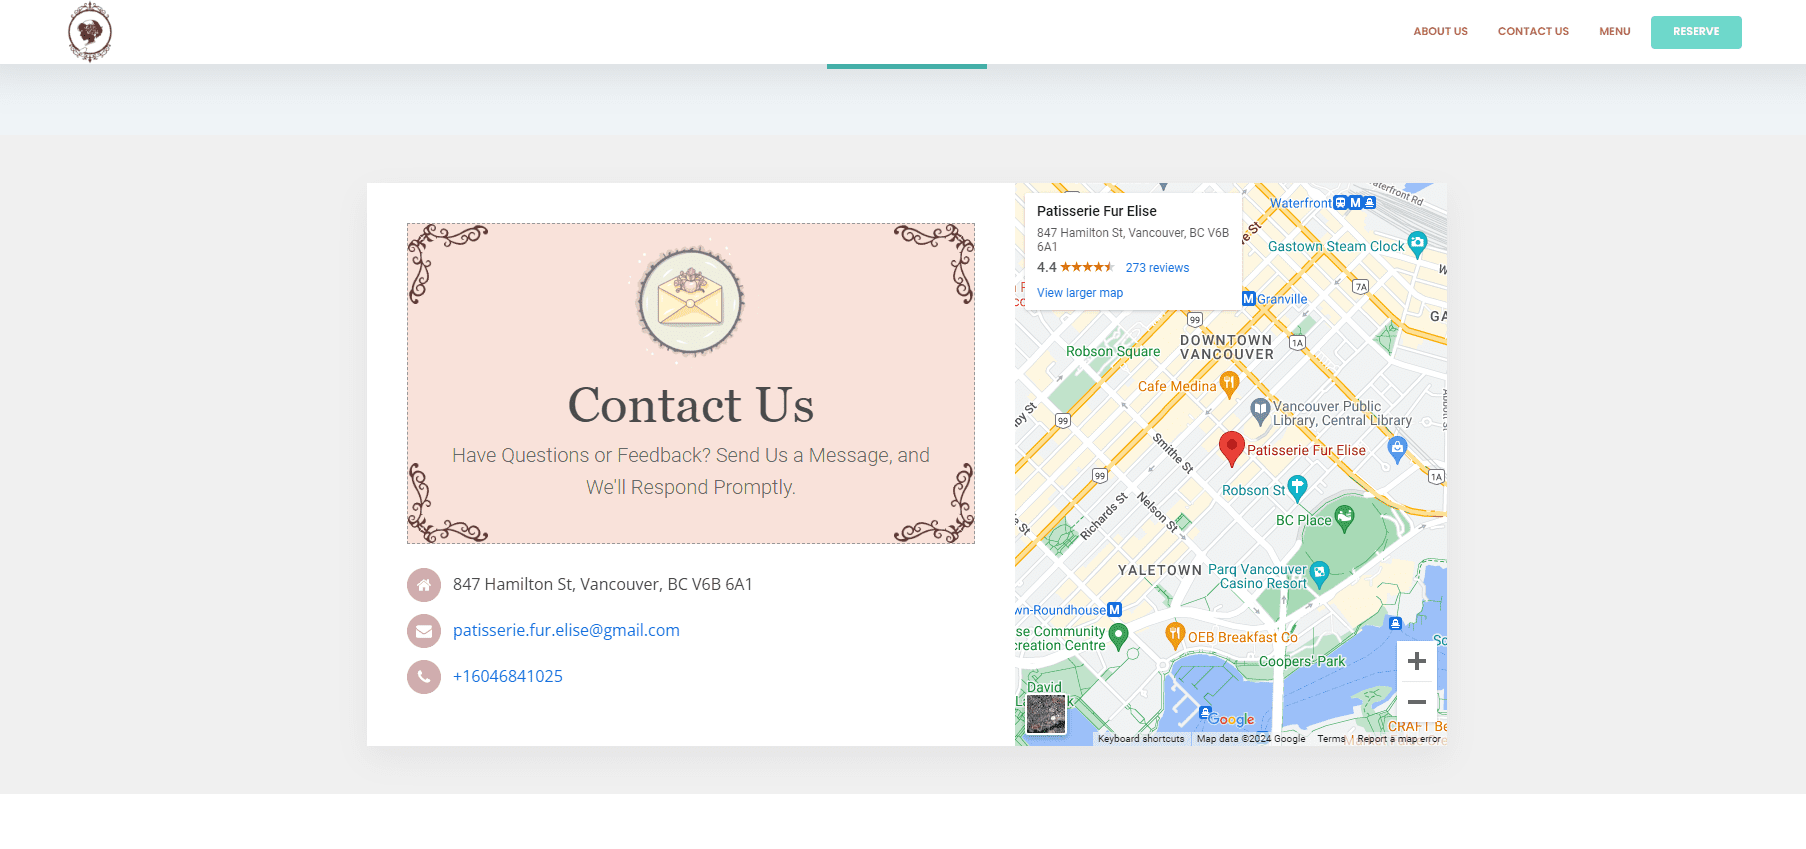 ABOUT US
CONTACT US
MENU
RESERVE
Contact Us
Have Questions or Feedback? Send Us a Message, and
We'll Respond Promptly.
847 Hamilton St, Vancouver, BC V6B 6A1
patisserie.fur.elise@gmail.com
+16046841025
Patisserie Fur Elise
847 Hamilton St, Vancouver, BC V6B
6A1
4.4
273 reviews
View larger map
Waterfront
M
Gastown Steam Clock
7A
M
Granville
GA
99
DOWNTOWN
VANCOUVER
1A
Robson Square
Cafe Medina
Vancouver Public
Library, Central Library
99
Smithe St
Patisserie Fur Elise
99
1A
Robson St
Richards St
Nelson St
BC Place
YALETOWN
Parq Vancouver
Casino Resort
wn-Roundhouse
M
se Community
creation Centre
OEB Breakfast Co
Coopers' Park
David
Google
CRAFT Be
Keyboard shortcuts
Map data ©2024 Google
Terms
Report a map error